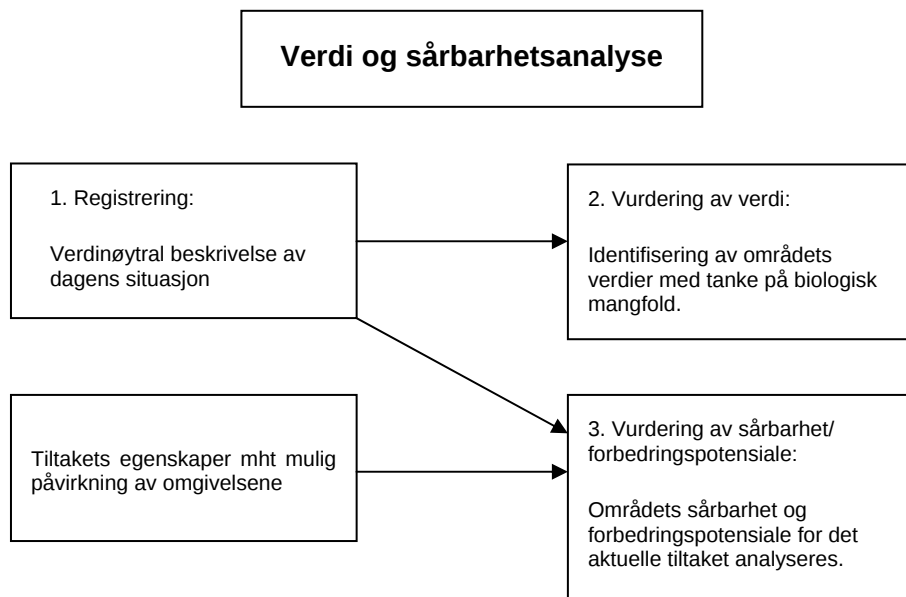 Verdi og sårbarhetsanalyse
1. Registrering:
Verdinøytral beskrivelse av
dagens situasjon
2. Vurdering av verdi:
Identifisering av områdets
verdier med tanke på biologisk
mangfold.
Tiltakets egenskaper mht mulig
påvirkning av omgivelsene
3. Vurdering av sårbarhet/
forbedringspotensiale:
Områdets sårbarhet og
forbedringspotensiale for det
aktuelle tiltaket analyseres.